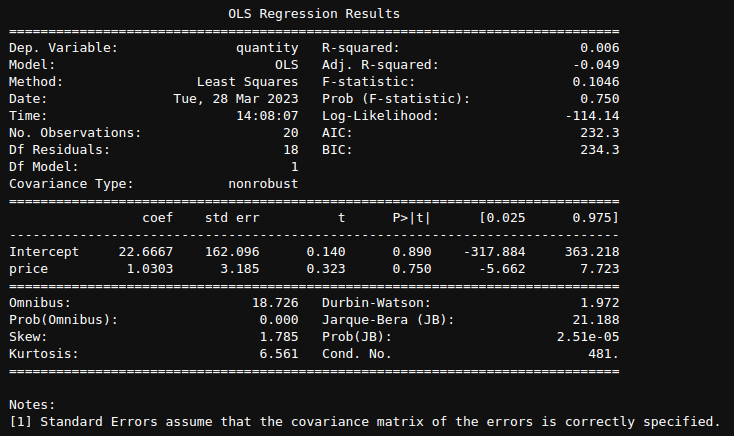 OLS Regression Results
==============================================================================
Dep. Variable: quantity R-squared: 0.006
Model: OLS Adj. R-squared: -0.049
Method: Least Squares F-statistic: 0.1046
Date: Tue, 28 Mar 2023 Prob (F-statistic): 0.750
Time: 14:08:07 Log-Likelihood: -114.14
No. Observations: 20 AIC: 232.3
Df Residuals: 18 BIC: 234.3
Df Model: 1
Covariance Type: nonrobust
==============================================================================
coef std err t P>|t| [0.025 0.975]
------------------------------------------------------------------------------
Intercept 22.6667 162.096 0.140 0.890 -317.884 363.218
price 1.0303 3.185 0.323 0.750 -5.662 7.723
==============================================================================
Omnibus: 18.726 Durbin-Watson: 1.972
Prob(Omnibus): 0.000 Jarque-Bera (JB): 21.188
Skew: 1.785 Prob(JB): 2.51e-05
Kurtosis: 6.561 Cond. No. 481.
==============================================================================
Notes:
[1] Standard Errors assume that the covariance matrix of the errors is correctly specified.